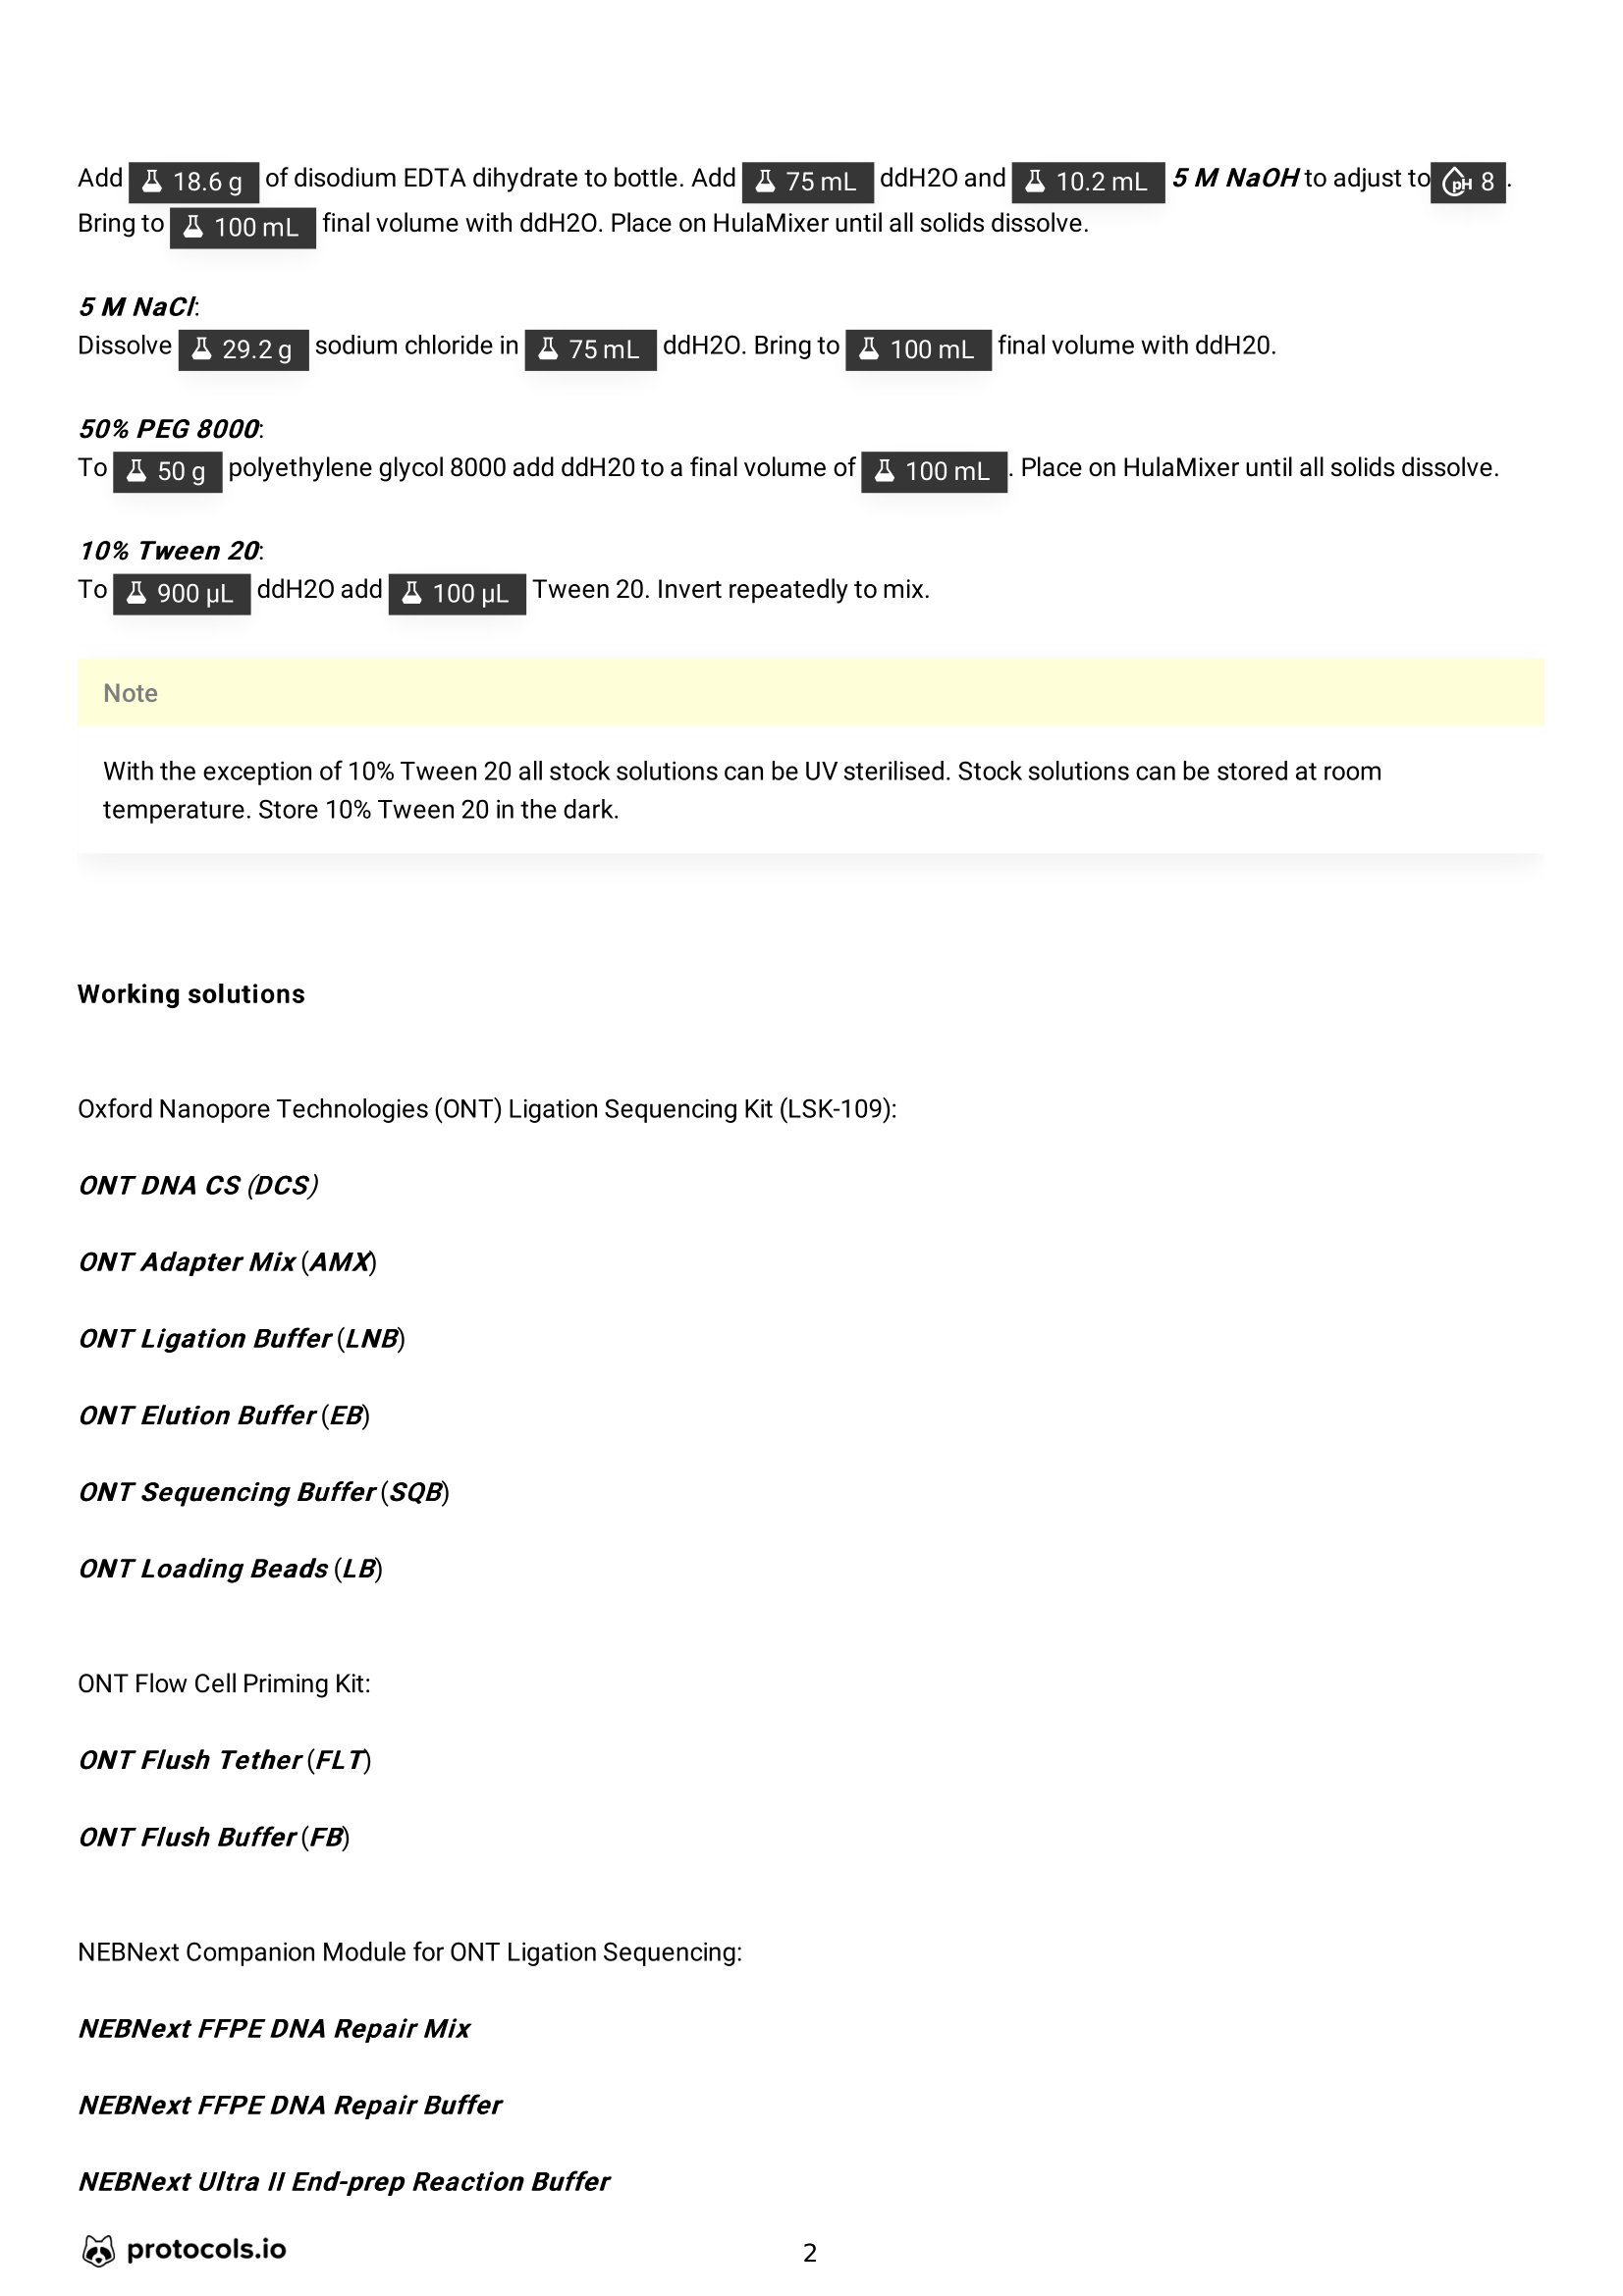 Add 18.6 g of disodium EDTA dihydrate to bottle. Add 75 mL ddH2O and 10.2 mL 5 M NaOH to adjust to pH 8 .
Bring to 100 mL final volume with ddH2O. Place on HulaMixer until all solids dissolve.
5 M NaCl:
Dissolve 29.2 g sodium chloride in 75 mL ddH2O. Bring to 100 mL final volume with ddH20.
50% PEG 8000:
To 50 g polyethylene glycol 8000 add ddH20 to a final volume of 100 mL . Place on HulaMixer until all solids dissolve.
10% Tween 20:
To 900 µL ddH2O add 100 µL Tween 20. Invert repeatedly to mix.
Note
With the exception of 10% Tween 20 all stock solutions can be UV sterilised. Stock solutions can be stored at room
temperature. Store 10% Tween 20 in the dark.
Working solutions
Oxford Nanopore Technologies (ONT) Ligation Sequencing Kit (LSK-109):
ONT DNA CS (DCS)
ONT Adapter Mix (AMX)
ONT Ligation Buffer (LNB)
ONT Elution Buffer (EB)
ONT Sequencing Buffer (SQB)
ONT Loading Beads (LB)
ONT Flow Cell Priming Kit:
ONT Flush Tether (FLT)
ONT Flush Buffer (FB)
NEBNext Companion Module for ONT Ligation Sequencing:
NEBNext FFPE DNA Repair Mix
NEBNext FFPE DNA Repair Buffer
NEBNext Ultra II End-prep Reaction Buffer
protocols.io
2